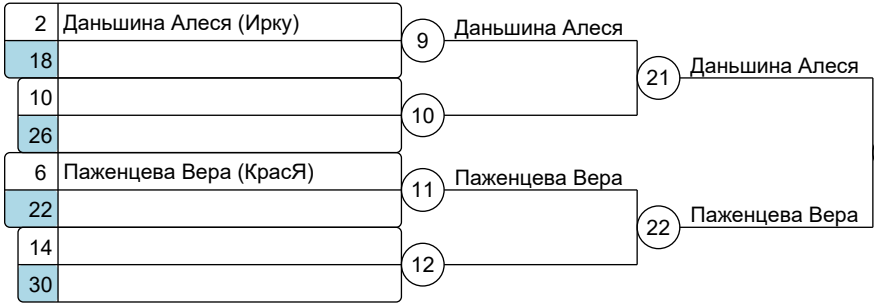 2 Даньшина Алеся (Ирку)
9 Даньшина Алеся
18
21 Даньшина Алеся
10
10
26
6 Паженцева Вера (КрасЯ)
11 Паженцева Вера
22
22 Паженцева Вера
14
12
30